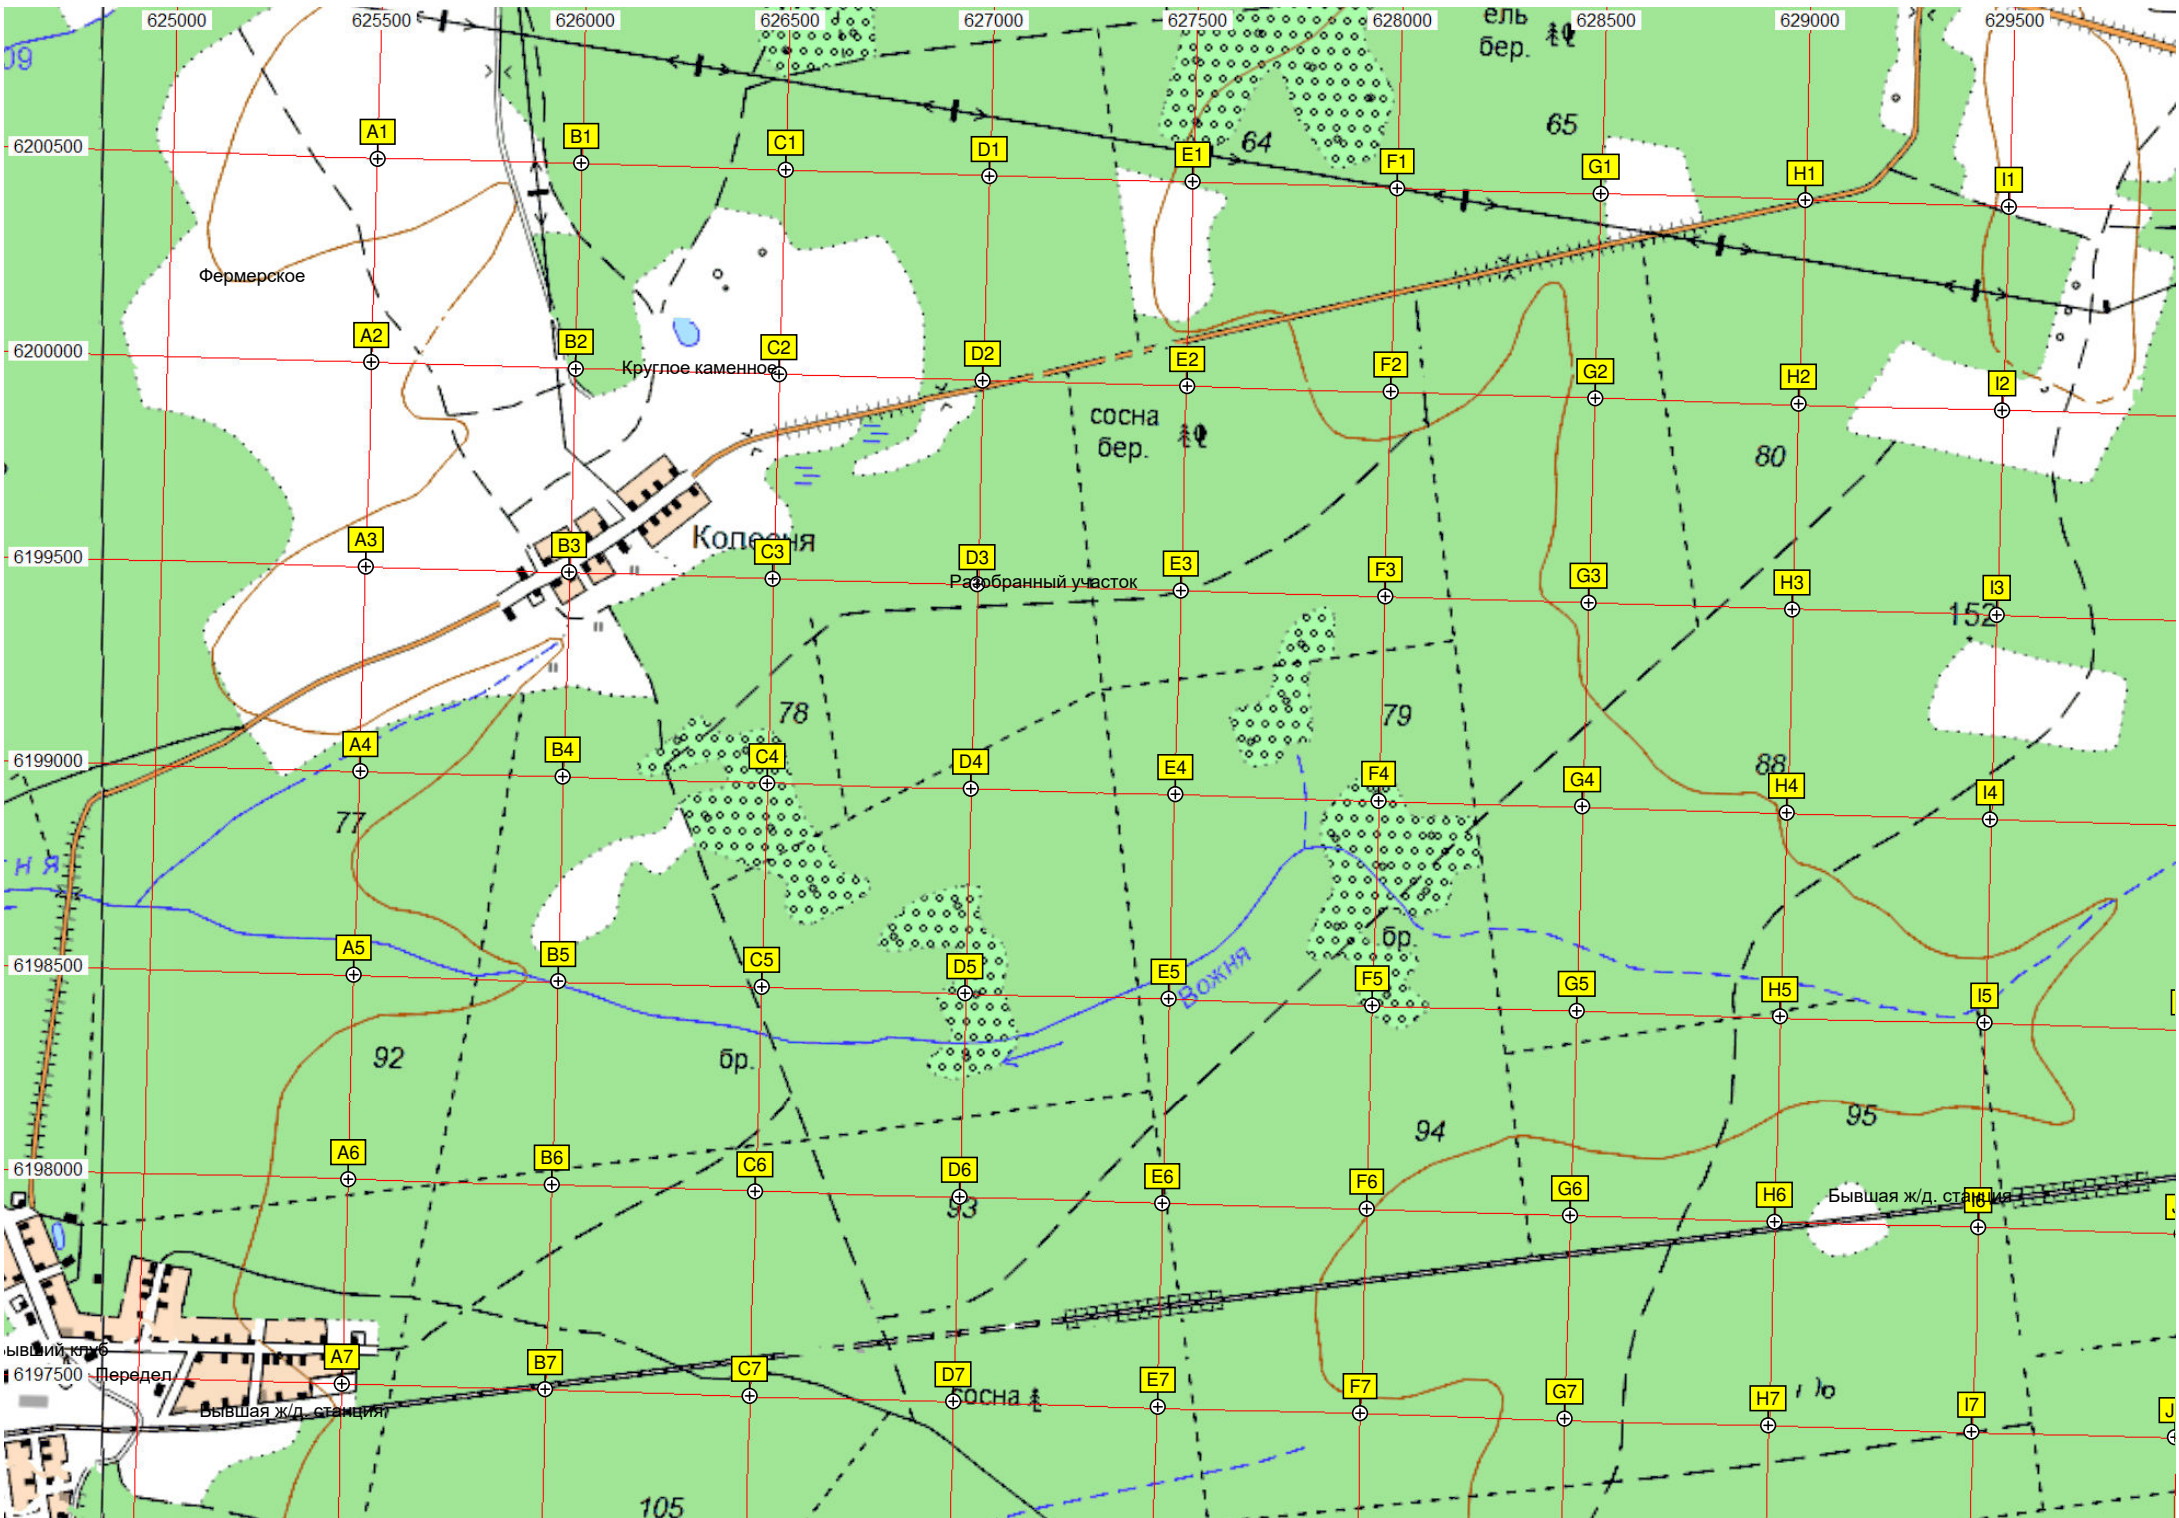 625000 625500 626000 626500 627000 627500 628000 628500 629000 629500
09
ель
бер.
64
65
6200500
A1 B1 C1 D1 E1 F1 G1 H1 I1
Фермерское
6200000
A2 B2 C2 D2 E2 F2 G2 H2 I2
Круглое каменное
сосна
бер.
80
Колесня
6199500
A3 B3 C3 D3 E3 F3 G3 H3 I3
Разобранный участок
152
78
79
88
6199000
A4 B4 C4 D4 E4 F4 G4 H4 I4
77
н я
бр.
Вожня
6198500
A5 B5 C5 D5 E5 F5 G5 H5 I5
92
бр.
94
95
6198000
A6 B6 C6 D6 E6 F6 G6 H6 I6
Бывшая ж/д. станция
93
Бывший клуб
6197500
Передел
A7 B7 C7 D7 E7 F7 G7 H7 I7 J
сосна
Бывшая ж/д. станция
105